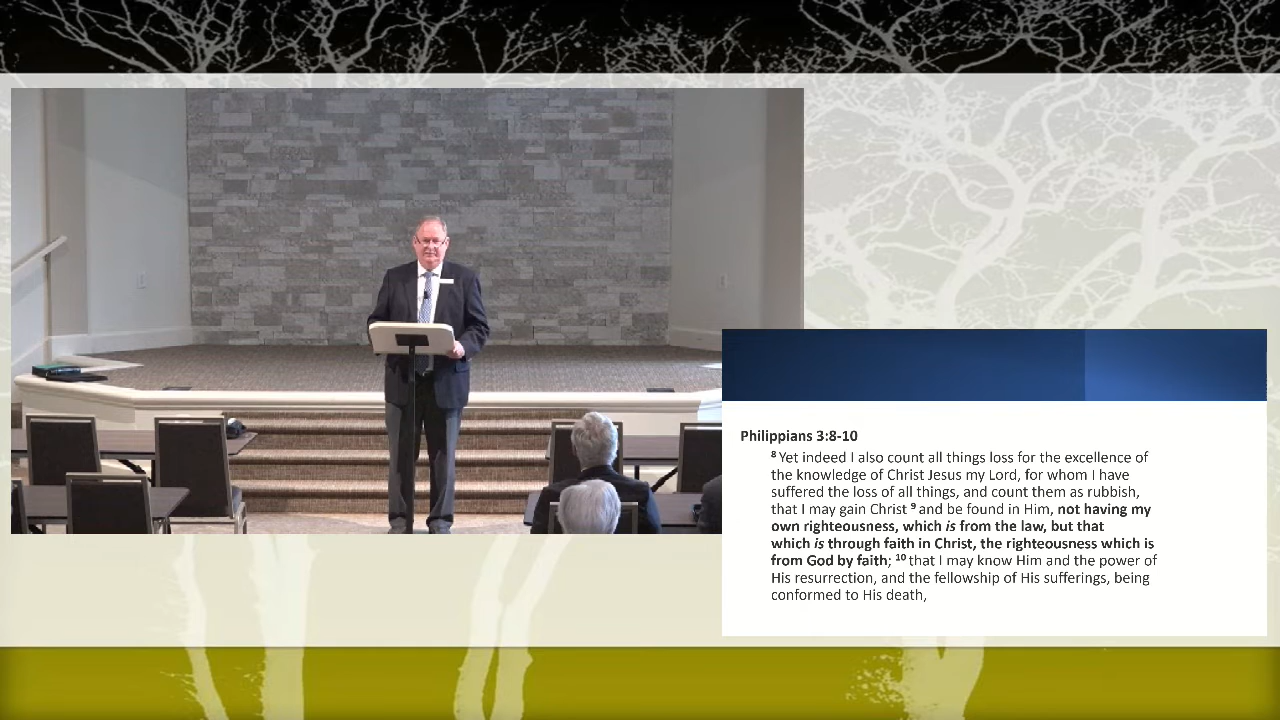 Philippians 3:8-10
8 Yet indeed I also count all things loss for the excellence of
the knowledge of Christ Jesus my Lord, for whom I have
suffered the loss of all things, and count them as rubbish,
that I may gain Christ 9 and be found in Him, not having my
own righteousness, which is from the law, but that
which is through faith in Christ, the righteousness which is
from God by faith; 10 that I may know Him and the power of
His resurrection, and the fellowship of His sufferings, being
conformed to His death,